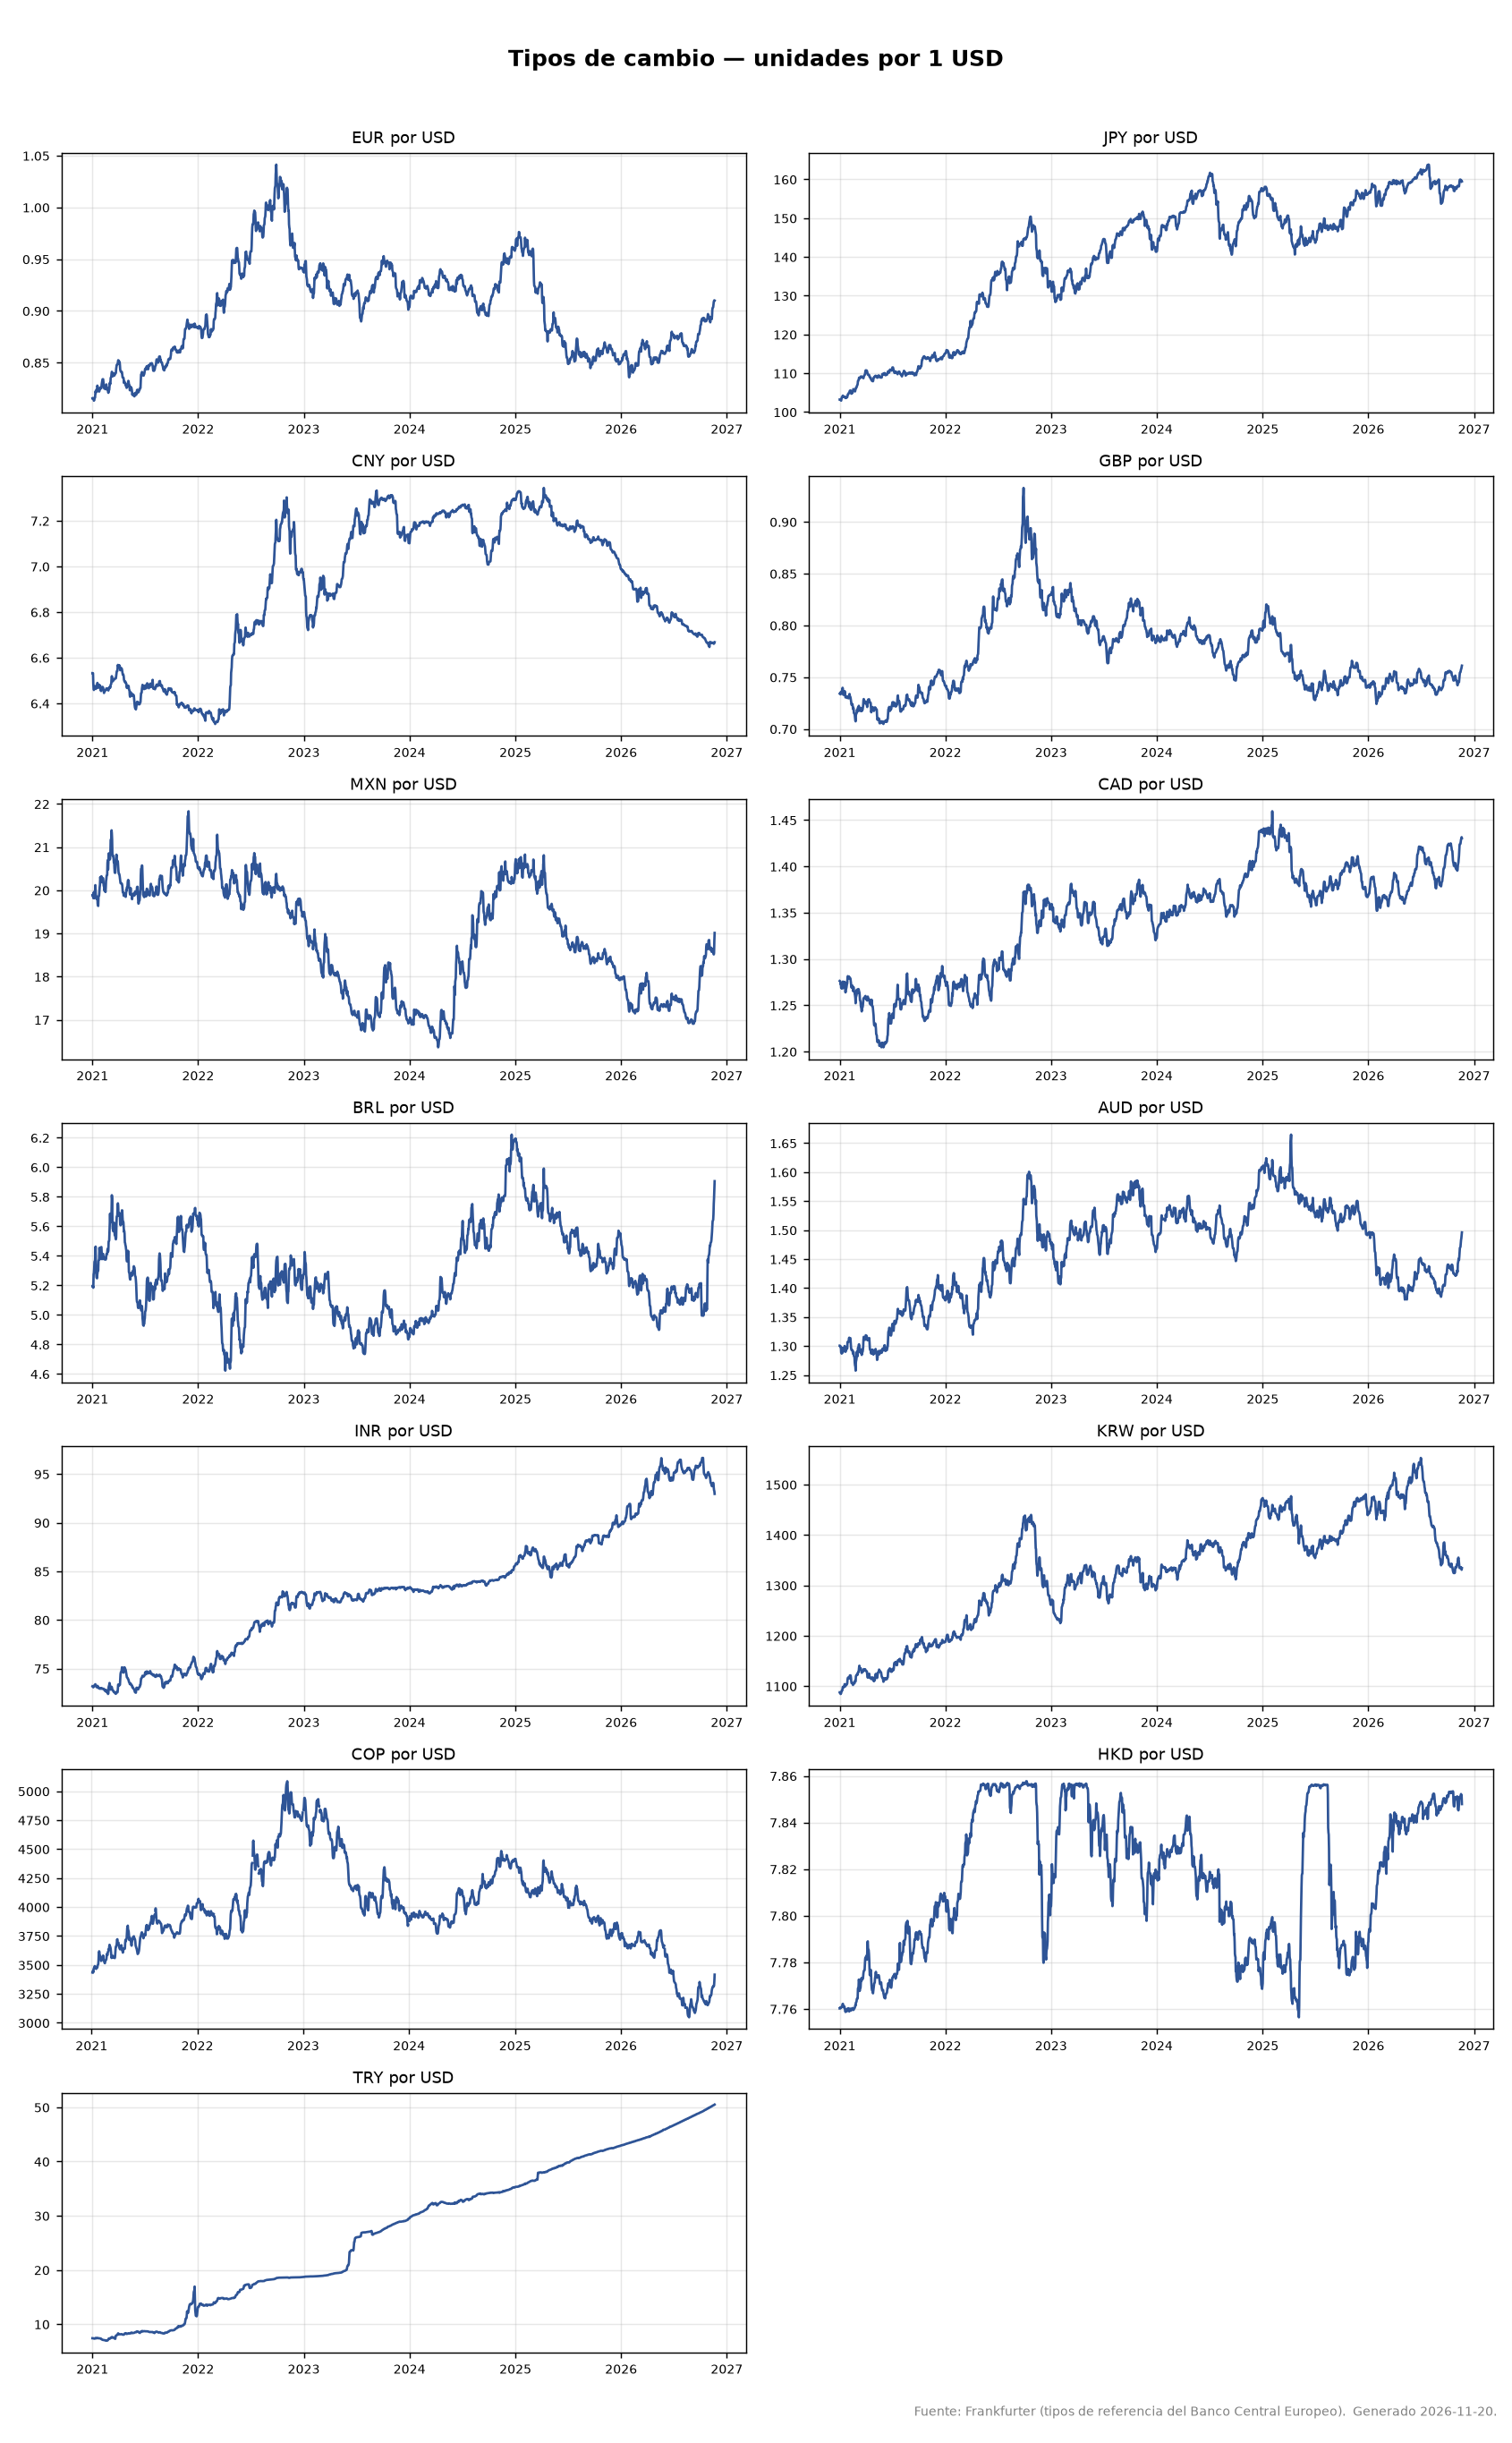 Tipos de cambio — unidades por 1 USD
EUR por USD
1.05
1.00
0.95
0.90
0.85
2021 2022 2023 2024 2025 2026 2027
JPY por USD
160
150
140
130
120
110
100
2021 2022 2023 2024 2025 2026 2027
CNY por USD
7.2
7.0
6.8
6.6
6.4
2021 2022 2023 2024 2025 2026 2027
GBP por USD
0.90
0.85
0.80
0.75
0.70
2021 2022 2023 2024 2025 2026 2027
MXN por USD
22
21
20
19
18
17
2021 2022 2023 2024 2025 2026 2027
CAD por USD
1.45
1.40
1.35
1.30
1.25
1.20
2021 2022 2023 2024 2025 2026 2027
BRL por USD
6.2
6.0
5.8
5.6
5.4
5.2
5.0
4.8
4.6
2021 2022 2023 2024 2025 2026 2027
AUD por USD
1.65
1.60
1.55
1.50
1.45
1.40
1.35
1.30
1.25
2021 2022 2023 2024 2025 2026 2027
INR por USD
95
90
85
80
75
2021 2022 2023 2024 2025 2026 2027
KRW por USD
1500
1400
1300
1200
1100
2021 2022 2023 2024 2025 2026 2027
COP por USD
5000
4750
4500
4250
4000
3750
3500
3250
3000
2021 2022 2023 2024 2025 2026 2027
HKD por USD
7.86
7.84
7.82
7.80
7.78
7.76
2021 2022 2023 2024 2025 2026 2027
TRY por USD
50
40
30
20
10
2021 2022 2023 2024 2025 2026 2027
Fuente: Frankfurter (tipos de referencia del Banco Central Europeo). Generado 2026-11-20.